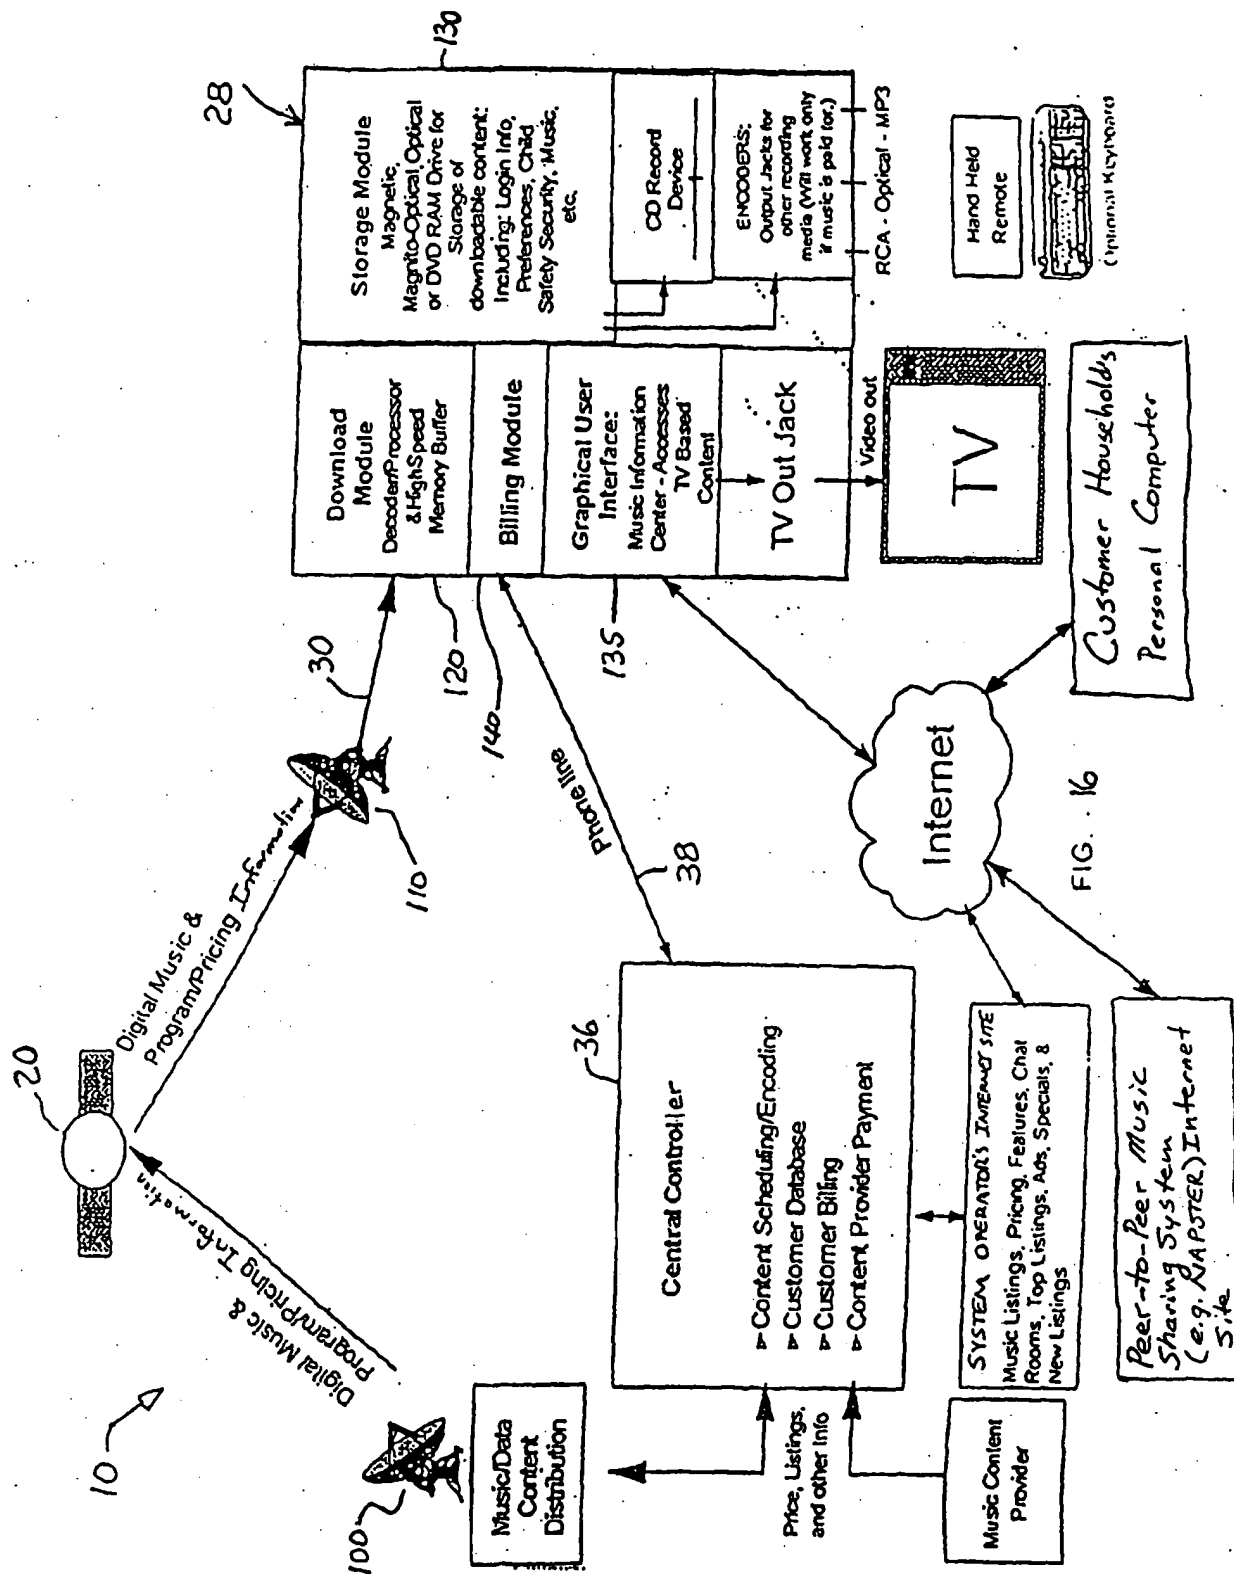 10
20
Digital Music &
Program/Pricing Information
Digital Music &
Program/Pricing Information
100
110
30
Music/Data
Content
Distribution
Price, Listings,
and other Info
Music Content
Provider
36
Central Controller
▻ Content Scheduling/Encoding
▻ Customer Database
▻ Customer Billing
▻ Content Provider Payment
Phone line
38
SYSTEM OPERATOR'S INTERNET SITE
Music Listings, Pricing, Features, Chat
Rooms, Top Listings, Ads, Specials, &
New Listings
Peer-to-Peer Music
Sharing System
(e.g. NAPSTER) Internet
Site
Internet
Customer Household's
Personal Computer
28
130
120
140
135
Download
Module
Decoder/Processor
& High Speed
Memory Buffer
Billing Module
Graphical User
Interface:
Music Information
Center - Accesses
TV Based
Content
TV Out Jack
Video out
TV
Storage Module
Magnetic,
Magnito-Optical, Optical
or DVD RAM Drive for
Storage of
downloadable content:
Including: Login Info,
Preferences, Child
Safety Security, Music,
etc.
CD Record
Device
ENCODERS:
Output Jacks for
other recording
media (Will work only
if music is paid for.)
RCA - Optical - MP3
Hand Held
Remote
Optional Keyboard
FIG. 16